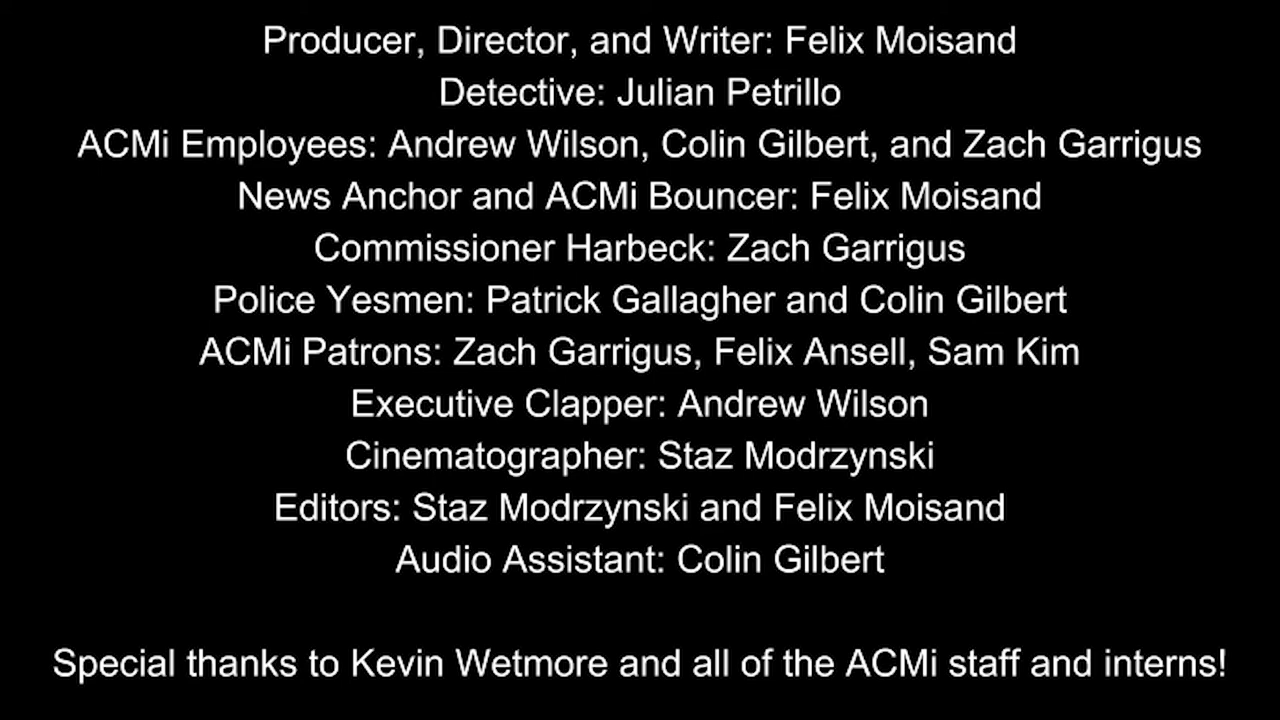 Producer, Director, and Writer: Felix Moisand
Detective: Julian Petrillo
ACMi Employees: Andrew Wilson, Colin Gilbert, and Zach Garrigus
News Anchor and ACMi Bouncer: Felix Moisand
Commissioner Harbeck: Zach Garrigus
Police Yesmen: Patrick Gallagher and Colin Gilbert
ACMi Patrons: Zach Garrigus, Felix Ansell, Sam Kim
Executive Clapper: Andrew Wilson
Cinematographer: Staz Modrzynski
Editors: Staz Modrzynski and Felix Moisand
Audio Assistant: Colin Gilbert
Special thanks to Kevin Wetmore and all of the ACMi staff and interns!